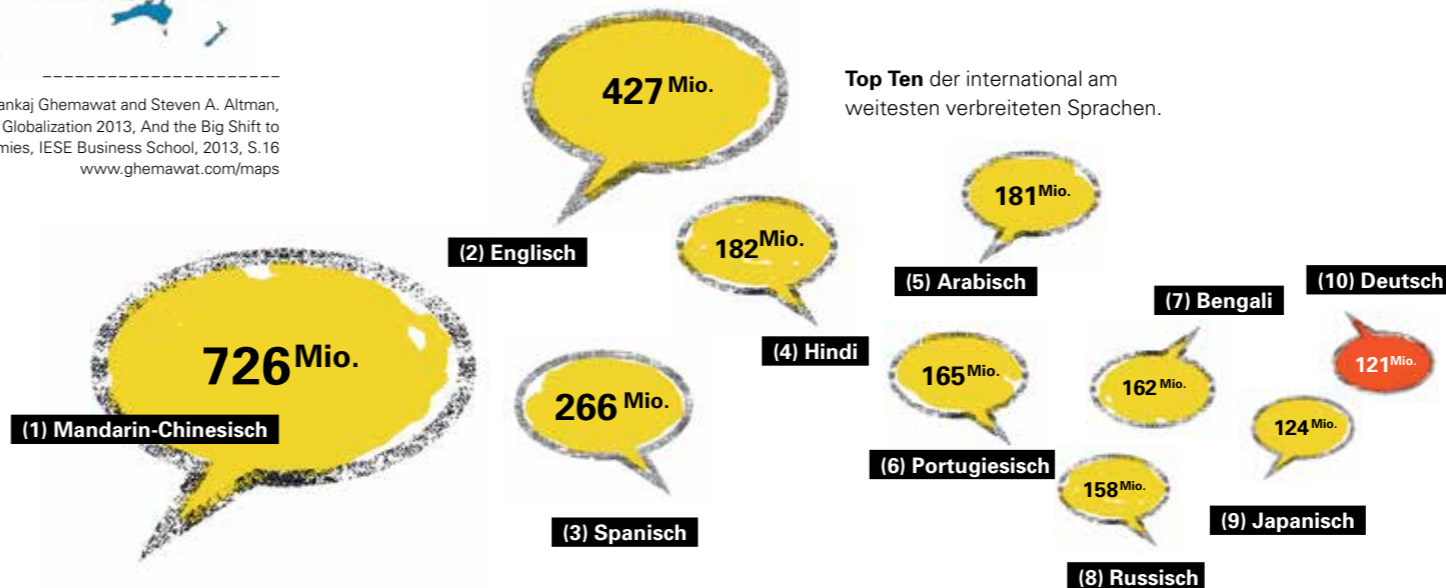 ankaj Ghemawat and Steven A. Altman,
Globalization 2013, And the Big Shift to
mies, IESE Business School, 2013, S.16
www.ghemawat.com/maps
Top Ten der international am
weitesten verbreiteten Sprachen.
726 Mio.
(1) Mandarin-Chinesisch
427 Mio.
(2) Englisch
266 Mio.
(3) Spanisch
182 Mio.
(4) Hindi
181 Mio.
(5) Arabisch
165 Mio.
(6) Portugiesisch
(7) Bengali
162 Mio.
158 Mio.
(8) Russisch
124 Mio.
(9) Japanisch
(10) Deutsch
121 Mio.